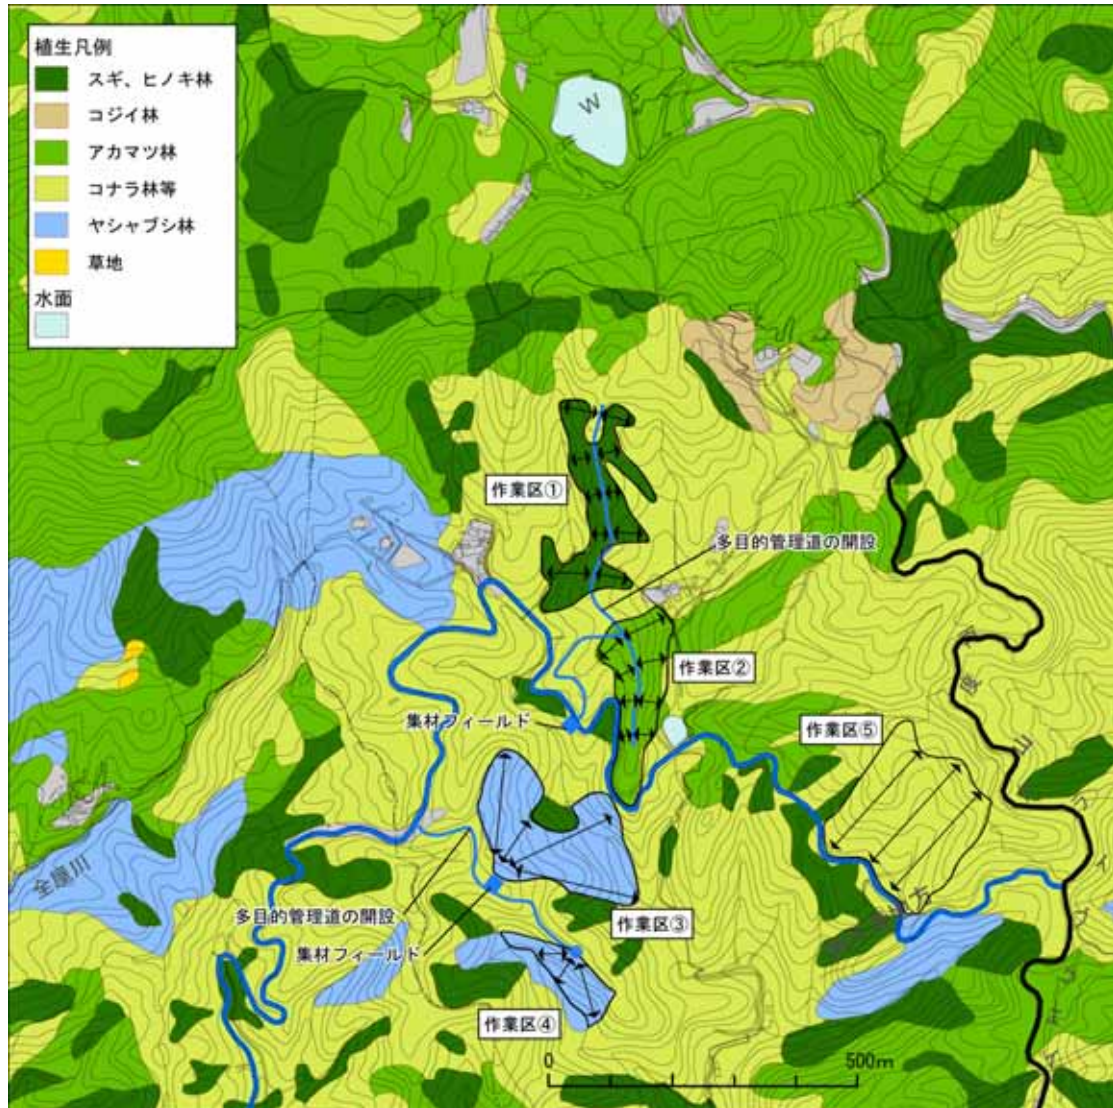 植生凡例
スギ、ヒノキ林
コジイ林
アカマツ林
コナラ林等
ヤシャブシ林
草地
水面
W
作業区①
多目的管理道の開設
作業区②
集材フィールド
作業区⑤
作業区③
多目的管理道の開設
集材フィールド
作業区④
0 500m